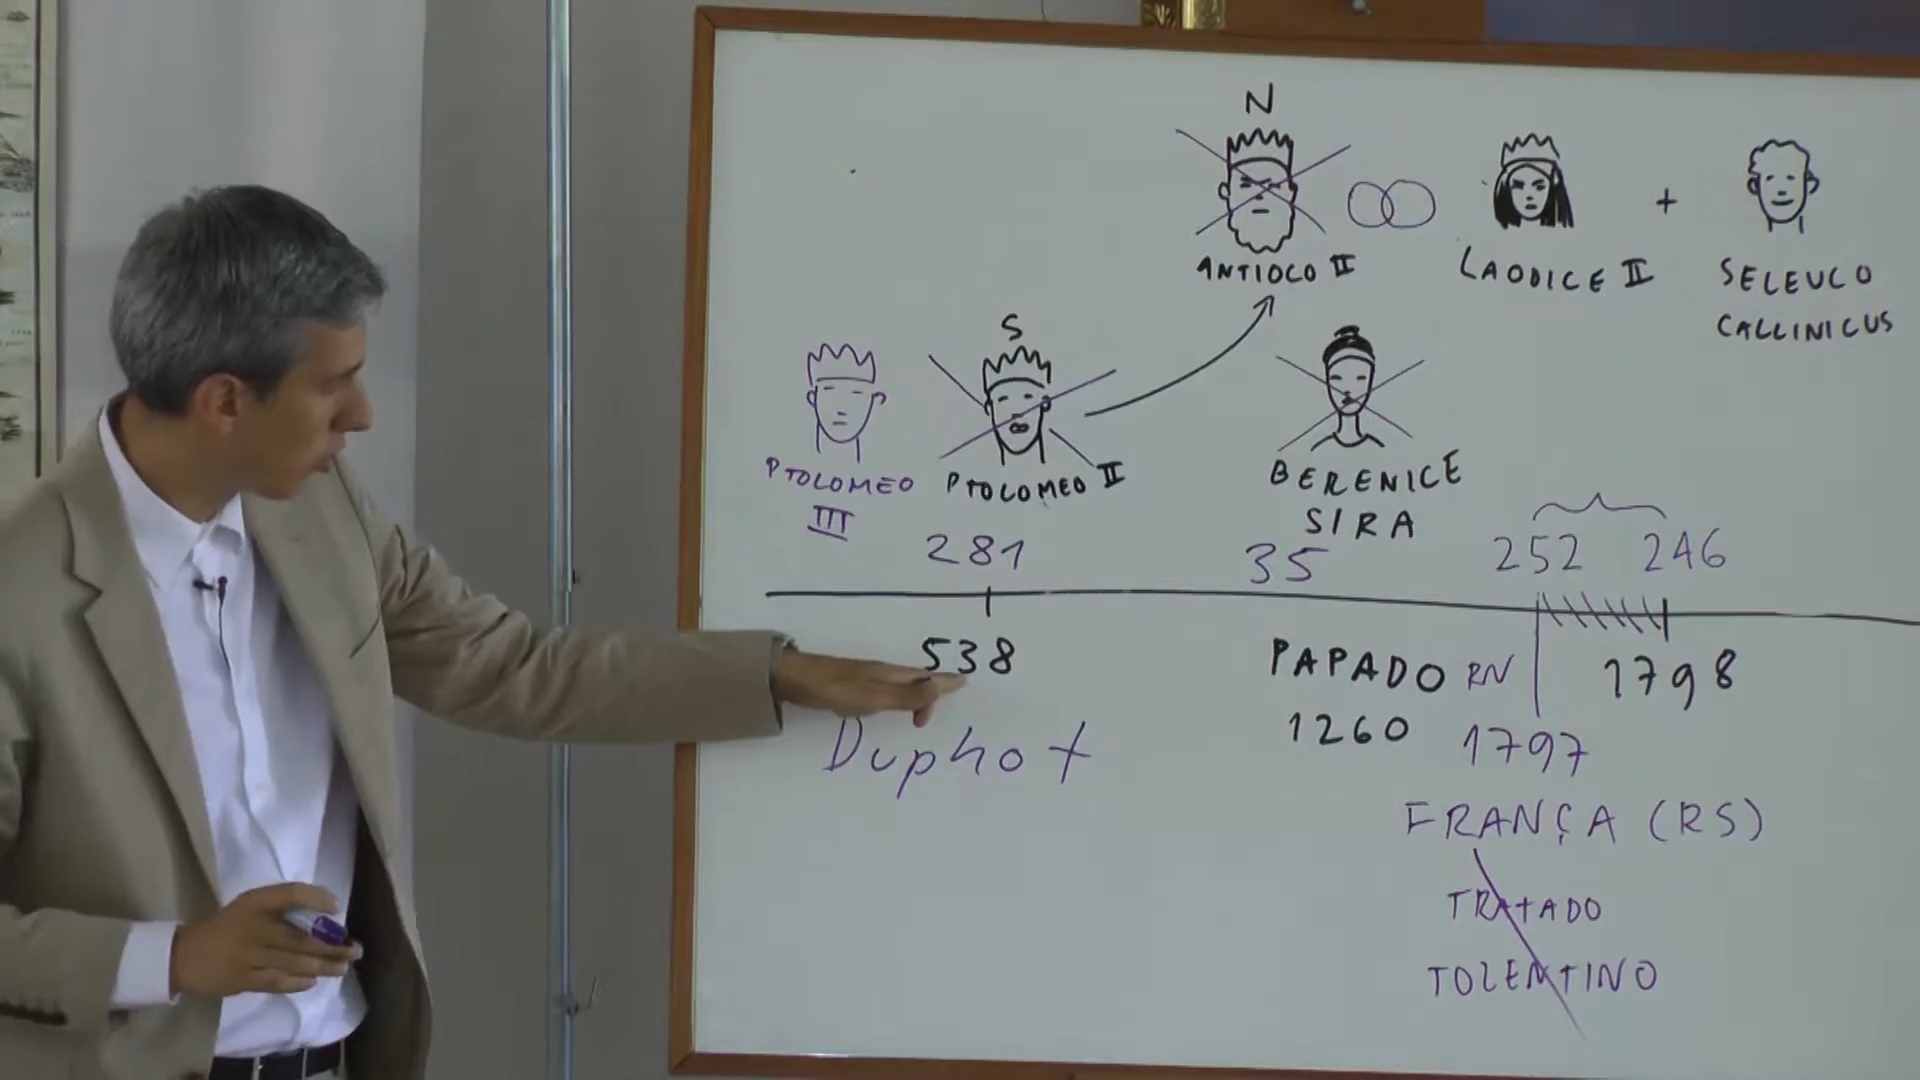 N
ANTIOCO II
LAODICE II
+
SELEUCO
CALLINICUS
S
PTOLOMEO
III
PTOLOMEO II
BERENICE
SIRA
281
35
252
246
538
PAPADO
RN
1798
1260
1797
Duphot
FRANÇA (RS)
TRATADO
TOLENTINO